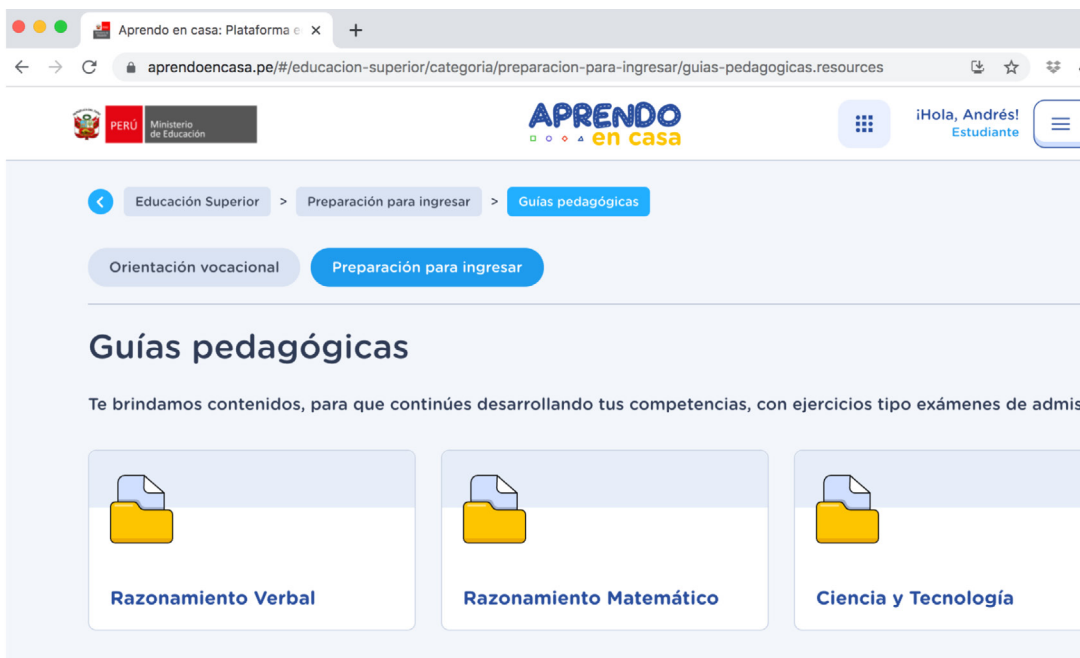 Aprendo en casa: Plataforma e
aprendoencasa.pe/#/educacion-superior/categoria/preparacion-para-ingresar/guias-pedagogicas.resources
PERÚ
Ministerio
de Educación
APRENDO
en casa
¡Hola, Andrés!
Estudiante
Educación Superior > Preparación para ingresar > Guías pedagógicas
Orientación vocacional
Preparación para ingresar
Guías pedagógicas
Te brindamos contenidos, para que continúes desarrollando tus competencias, con ejercicios tipo exámenes de admis
Razonamiento Verbal
Razonamiento Matemático
Ciencia y Tecnología